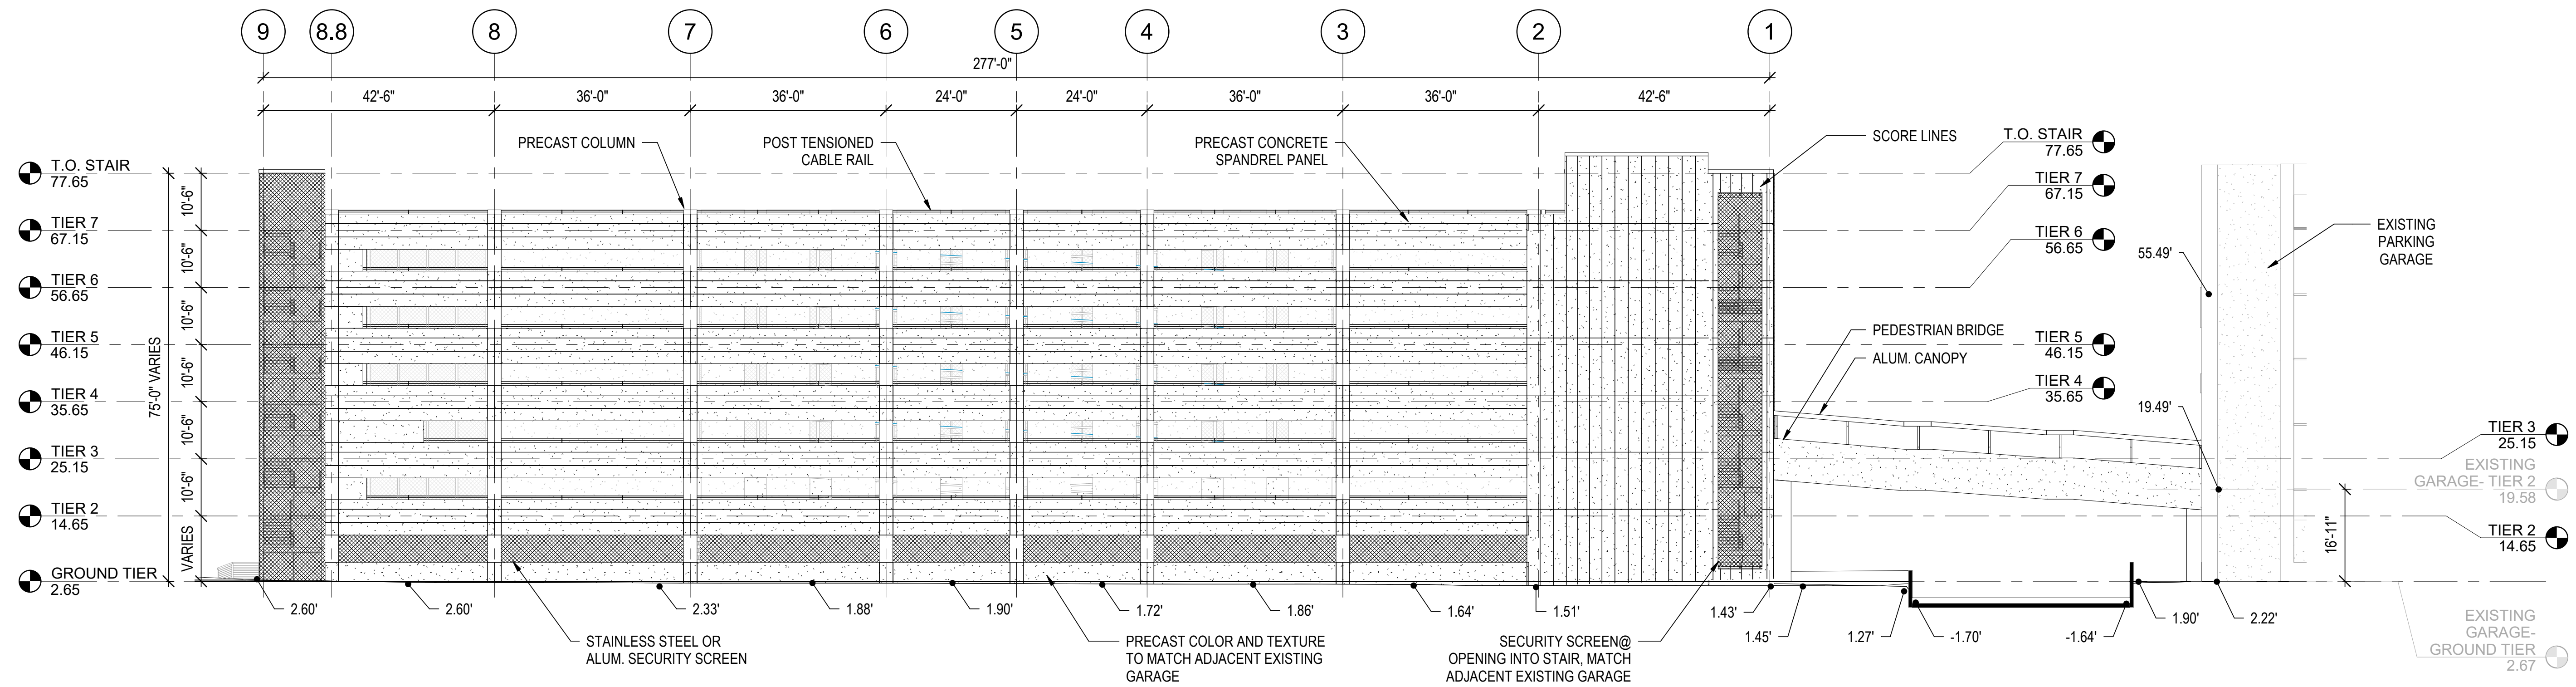 9
8.8
8
7
6
5
4
3
2
1
277'-0"
42'-6"
36'-0"
36'-0"
24'-0"
24'-0"
36'-0"
36'-0"
42'-6"
PRECAST COLUMN
POST TENSIONED
CABLE RAIL
PRECAST CONCRETE
SPANDREL PANEL
SCORE LINES
T.O. STAIR
77.65
TIER 7
67.15
TIER 6
56.65
TIER 5
46.15
TIER 4
35.65
TIER 3
25.15
TIER 2
14.65
GROUND TIER
2.65
75'-0" VARIES
10'-6"
10'-6"
10'-6"
10'-6"
10'-6"
10'-6"
VARIES
T.O. STAIR
77.65
TIER 7
67.15
TIER 6
56.65
TIER 5
46.15
TIER 4
35.65
PEDESTRIAN BRIDGE
ALUM. CANOPY
55.49'
19.49'
EXISTING
PARKING
GARAGE
TIER 3
25.15
EXISTING
GARAGE- TIER 2
19.58
TIER 2
14.65
16'-11"
EXISTING
GARAGE-
GROUND TIER
2.67
2.60'
2.60'
2.33'
1.88'
1.90'
1.72'
1.86'
1.64'
1.51'
1.43'
1.45'
1.27'
-1.70'
-1.64'
1.90'
2.22'
STAINLESS STEEL OR
ALUM. SECURITY SCREEN
PRECAST COLOR AND TEXTURE
TO MATCH ADJACENT EXISTING
GARAGE
SECURITY SCREEN@
OPENING INTO STAIR, MATCH
ADJACENT EXISTING GARAGE